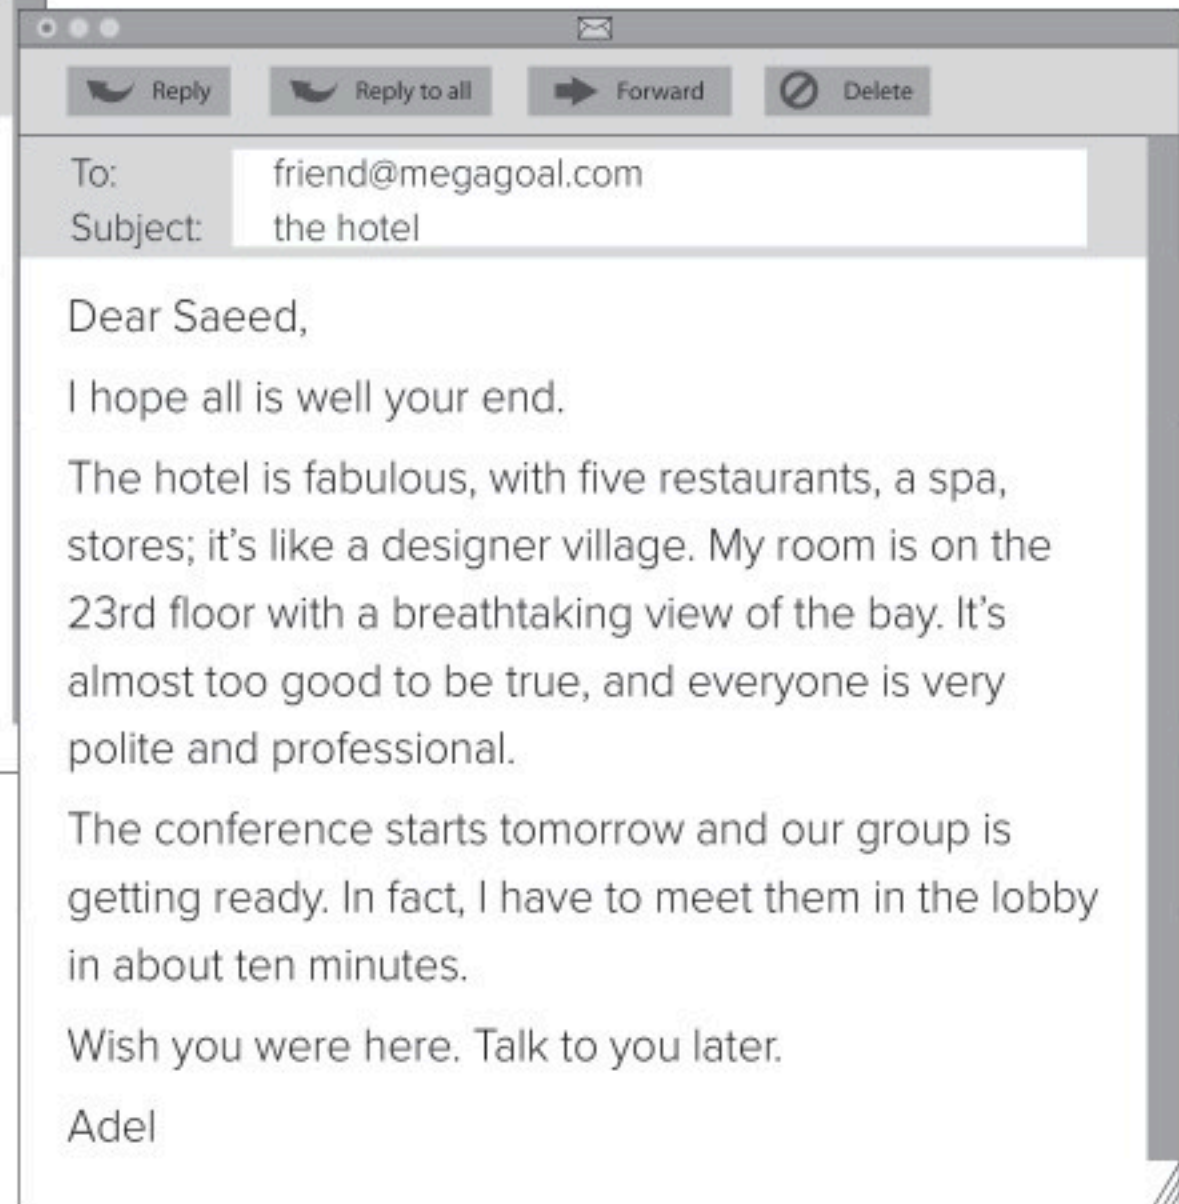 Reply Reply to all Forward Delete
To: friend@megagoal.com
Subject: the hotel
Dear Saeed,
I hope all is well your end.
The hotel is fabulous, with five restaurants, a spa,
stores; it's like a designer village. My room is on the
23rd floor with a breathtaking view of the bay. It's
almost too good to be true, and everyone is very
polite and professional.
The conference starts tomorrow and our group is
getting ready. In fact, I have to meet them in the lobby
in about ten minutes.
Wish you were here. Talk to you later.
Adel